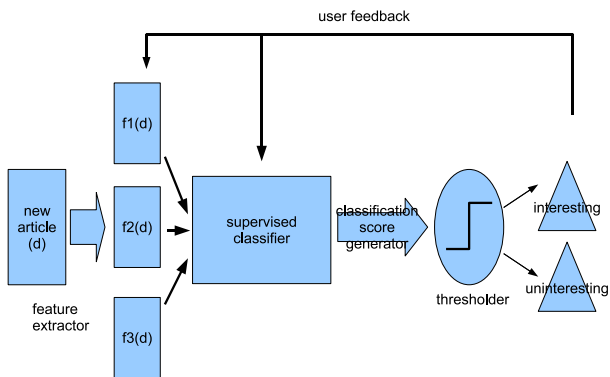 user feedback
f1(d)
new
article
(d)
f2(d)
f3(d)
feature
extractor
supervised
classifier
classification
score
generator
thresholder
interesting
uninteresting